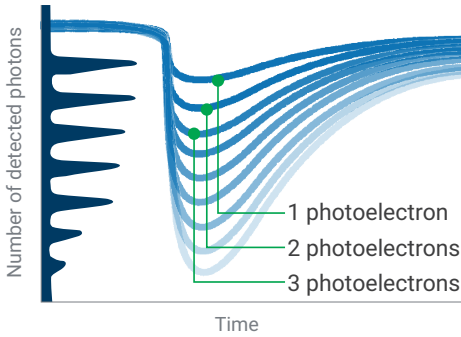 Number of detected photons
1 photoelectron
2 photoelectrons
3 photoelectrons
Time